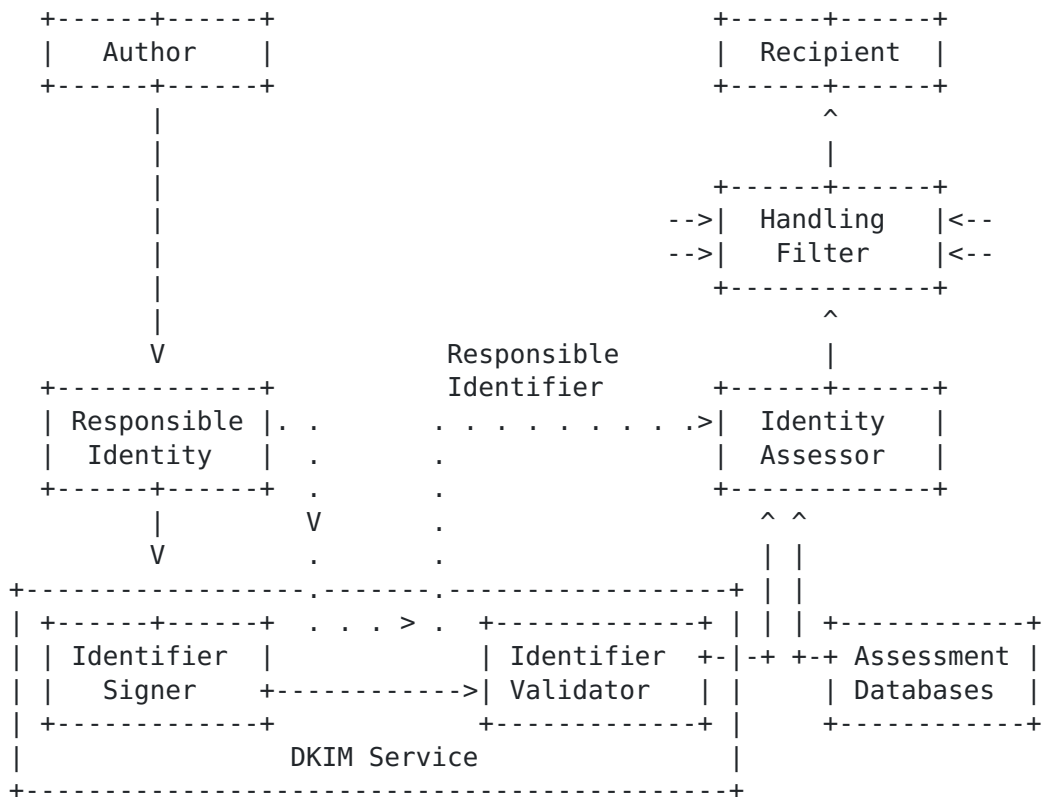 Author
Recipient
Handling
Filter
Responsible
Identifier
Responsible
Identity
Identity
Assessor
Identifier
Signer
Identifier
Validator
Assessment
Databases
DKIM Service